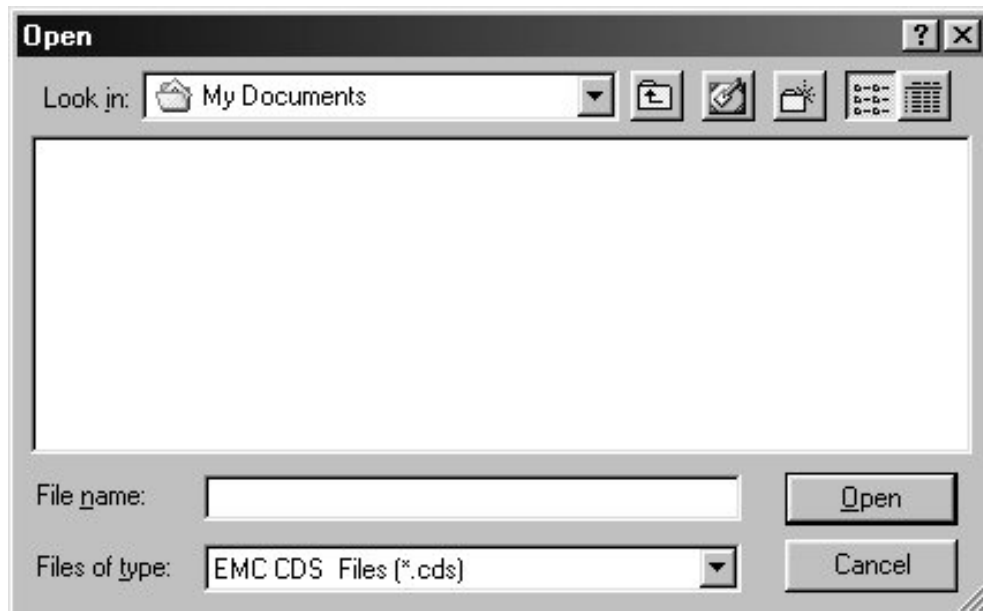 Open
Look in: My Documents
File name:
Open
Files of type: EMC CDS  Files (*.cds)
Cancel